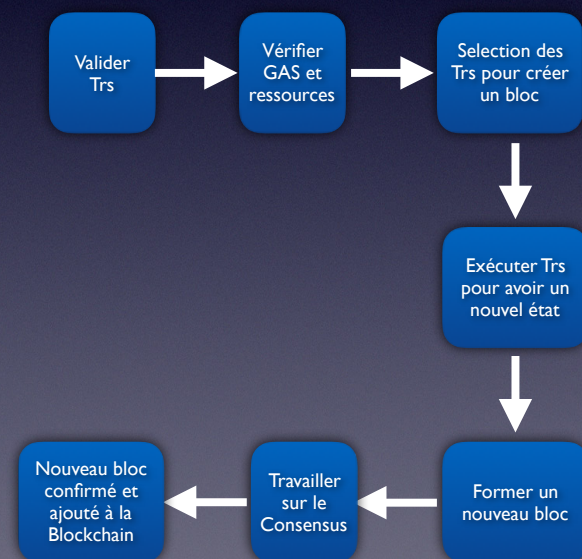 Valider
Trs
Vérifier
GAS et
ressources
Selection des
Trs pour créer
un bloc
Exécuter Trs
pour avoir un
nouvel état
Former un
nouveau bloc
Travailler
sur le
Consensus
Nouveau bloc
confirmé et
ajouté à la
Blockchain